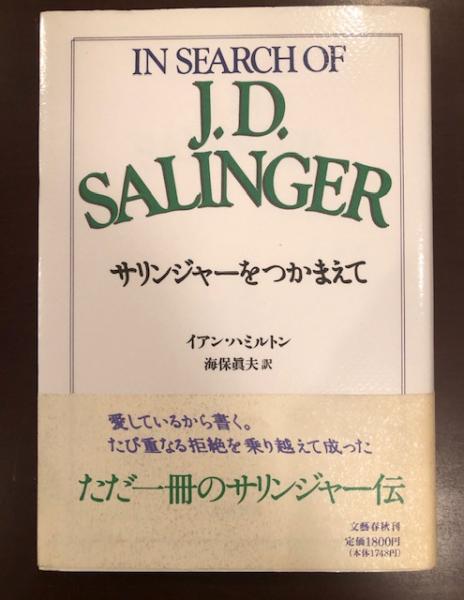 IN SEARCH OF
J.D.
SALINGER
サリンジャーをつかまえて
イアン・ハミルトン
海保眞夫 訳
愛しているから書く。
たび重なる拒絶を乗り越えて成った
ただ一冊のサリンジャー伝
文藝春秋刊
定価1800円
（本体1748円）